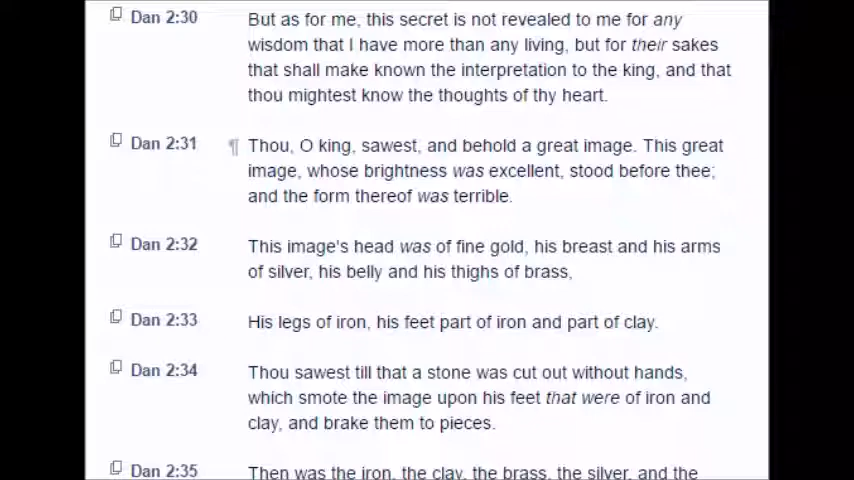 Dan 2:30 But as for me, this secret is not revealed to me for any
wisdom that I have more than any living, but for their sakes
that shall make known the interpretation to the king, and that
thou mightest know the thoughts of thy heart.
Dan 2:31 ¶ Thou, O king, sawest, and behold a great image. This great
image, whose brightness was excellent, stood before thee;
and the form thereof was terrible.
Dan 2:32 This image's head was of fine gold, his breast and his arms
of silver, his belly and his thighs of brass,
Dan 2:33 His legs of iron, his feet part of iron and part of clay.
Dan 2:34 Thou sawest till that a stone was cut out without hands,
which smote the image upon his feet that were of iron and
clay, and brake them to pieces.
Dan 2:35 Then was the iron, the clay, the brass, the silver, and the